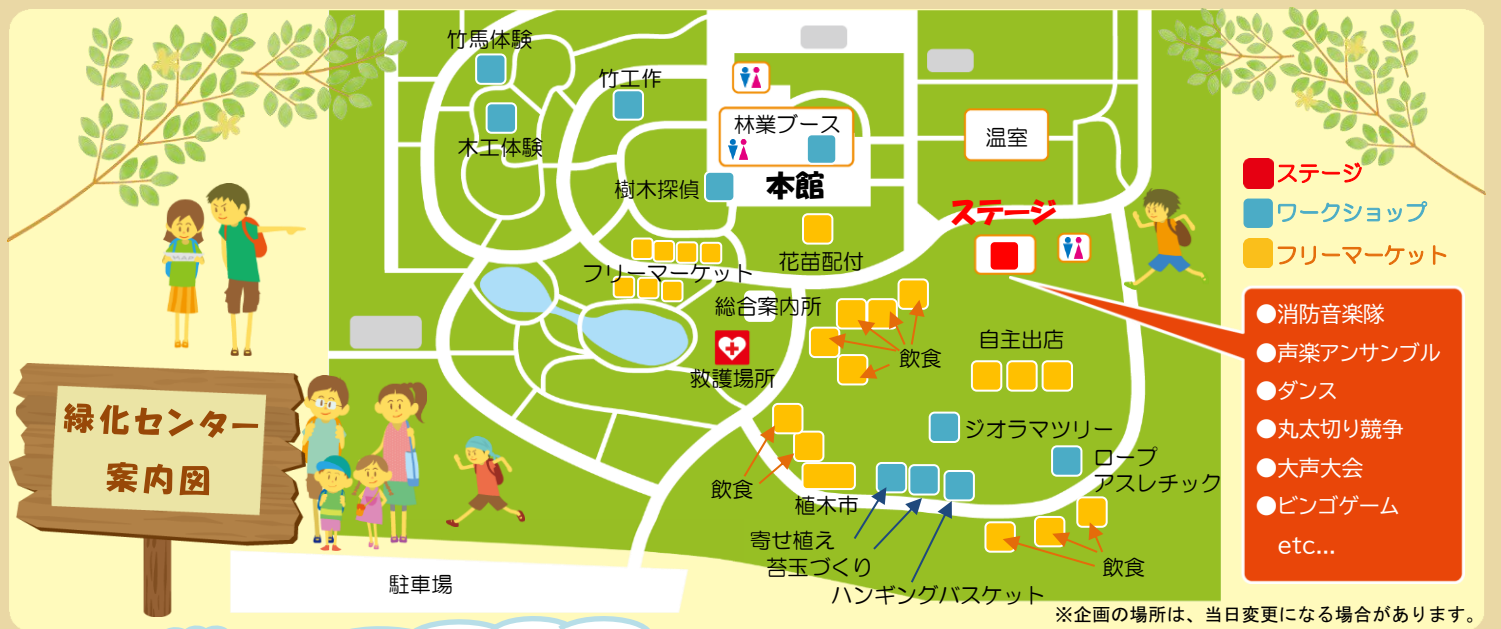 竹馬体験
竹工作
木工体験
林業ブース
樹木探偵
本館
温室
ステージ
花苗配付
フリーマーケット
総合案内所
救護場所
飲食
自主出店
ジオラマツリー
ロープ
アスレチック
飲食
植木市
寄せ植え
苔玉づくり
ハンギングバスケット
飲食
駐車場
緑化センター
案内図
ステージ
ワークショップ
フリーマーケット
●消防音楽隊
●声楽アンサンブル
●ダンス
●丸太切り競争
●大声大会
●ビンゴゲーム
etc...
※企画の場所は、当日変更になる場合があります。